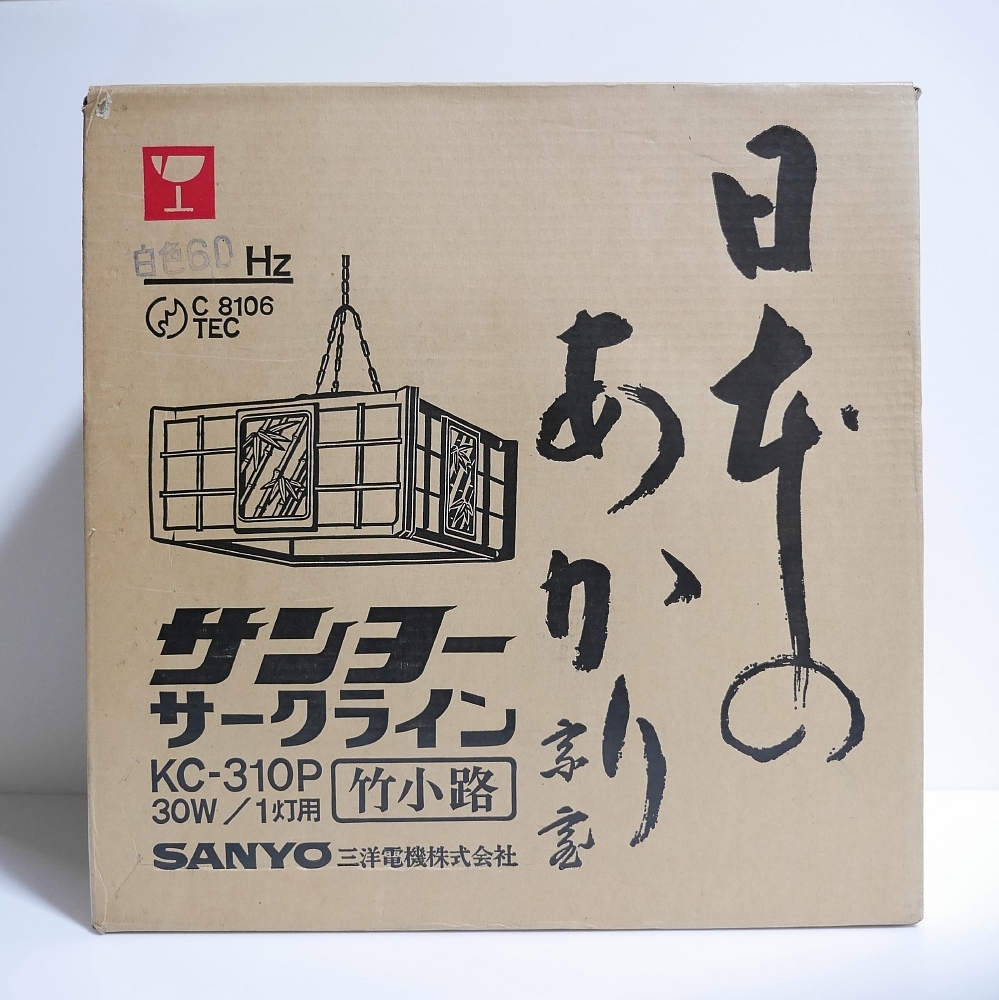 日本の
あかり
白色60 Hz
C 8106
TEC
サンヨー
サークライン
KC-310P
竹小路
30W／1灯用
SANYO 三洋電機株式会社